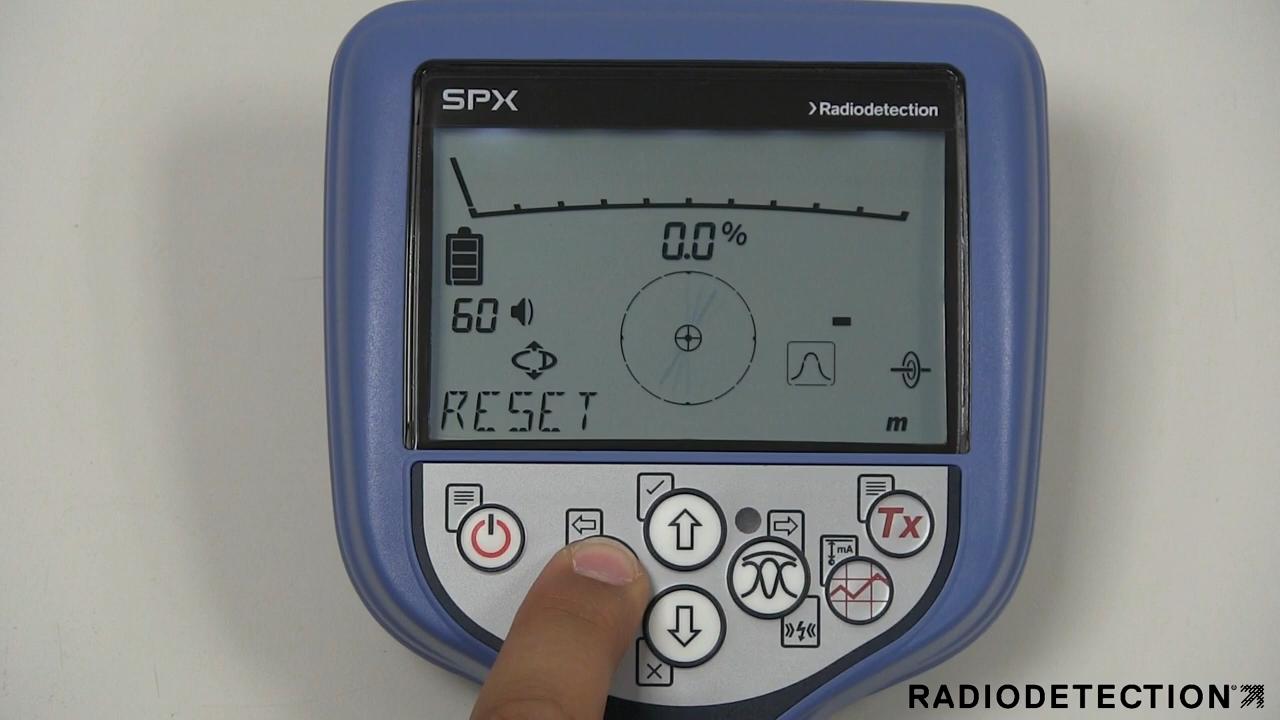 SPX
Radiodetection
0.0%
60
RESET
m
Tx
mA
RADIODETECTION